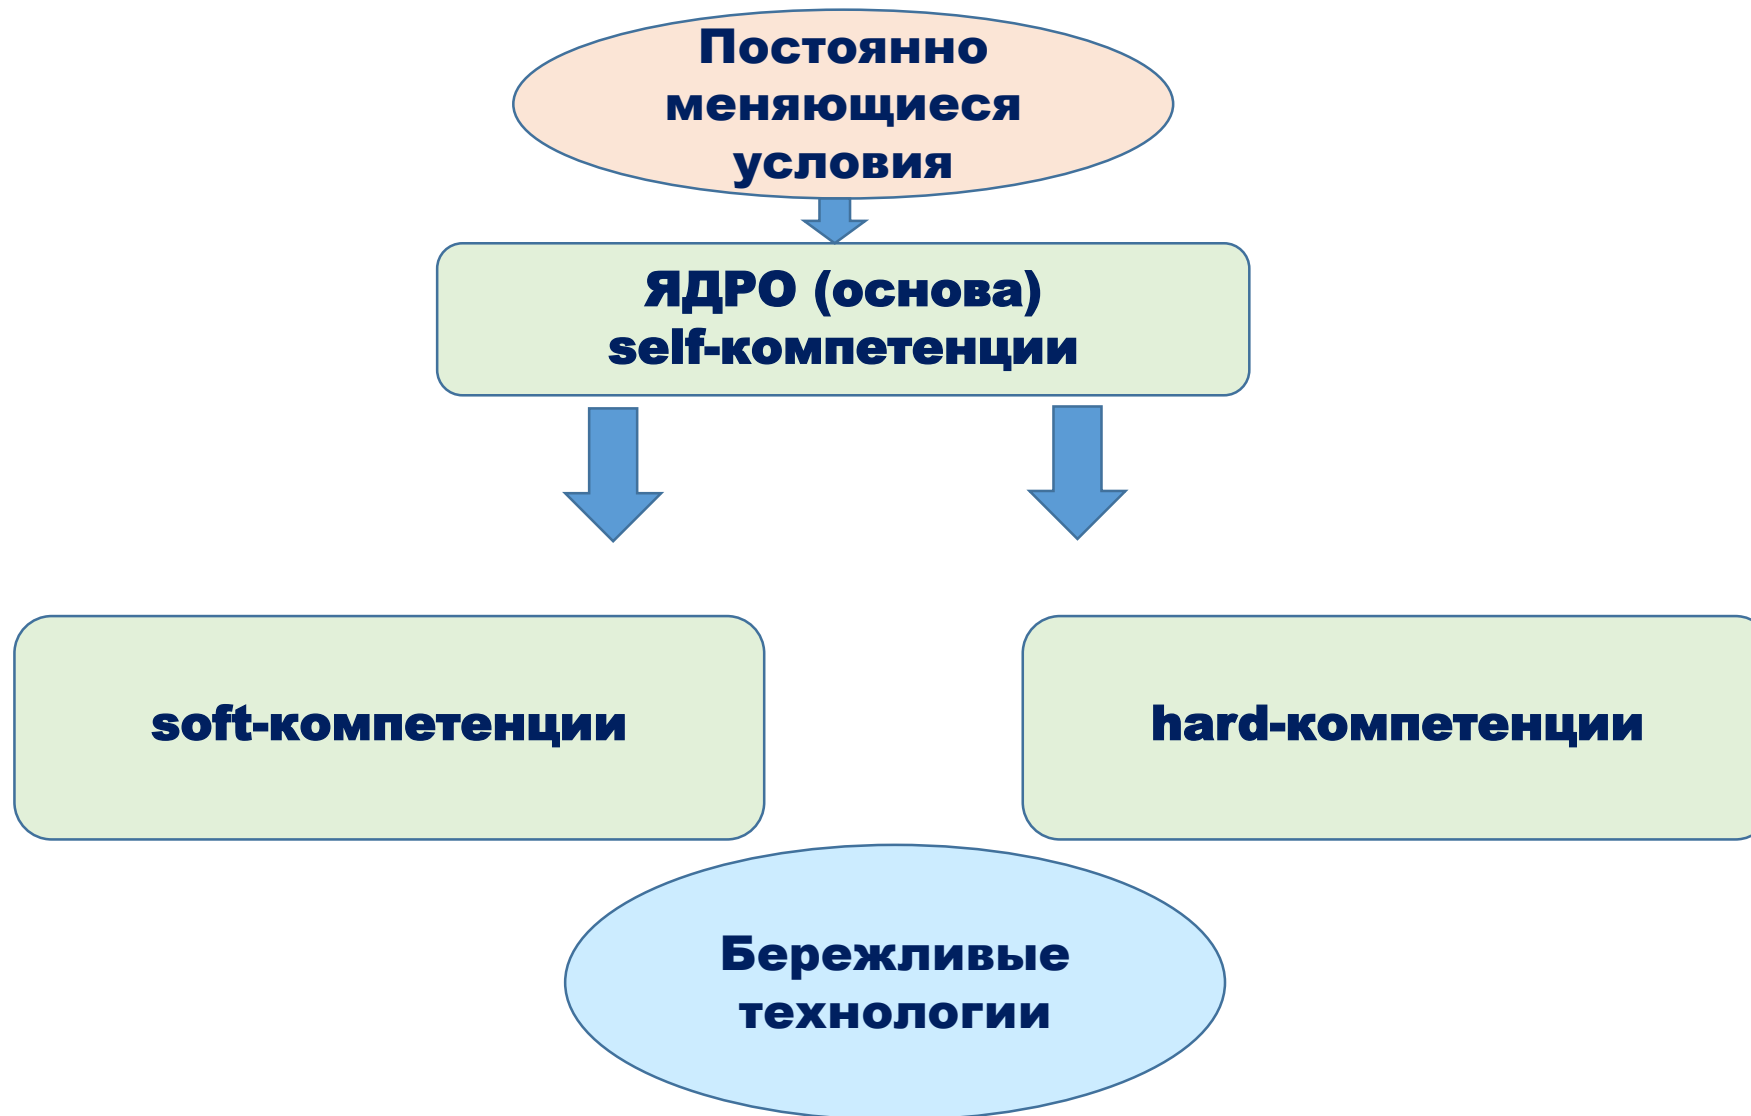 Постоянно
меняющиеся
условия
ЯДРО (основа)
self-компетенции
soft-компетенции
hard-компетенции
Бережливые
технологии